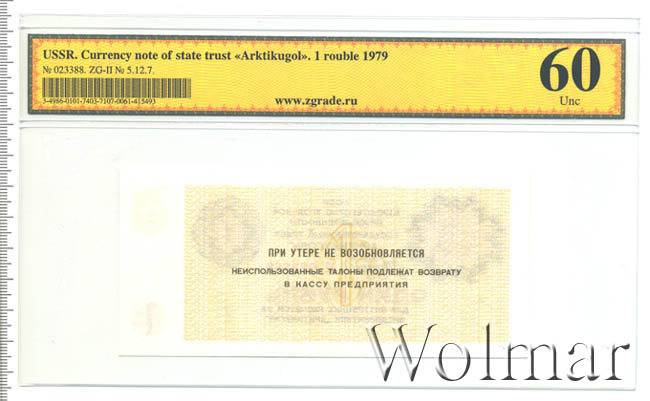 USSR. Currency note of state trust «Arktikugol». 1 rouble 1979
№ 023388. ZG-II № 5.12.7.
3-4986-0101-7403-7107-0061-415493
www.zgrade.ru
60
Unc
ПРИ УТЕРЕ НЕ ВОЗОБНОВЛЯЕТСЯ
НЕИСПОЛЬЗОВАННЫЕ ТАЛОНЫ ПОДЛЕЖАТ ВОЗВРАТУ
В КАССУ ПРЕДПРИЯТИЯ
Wolmar